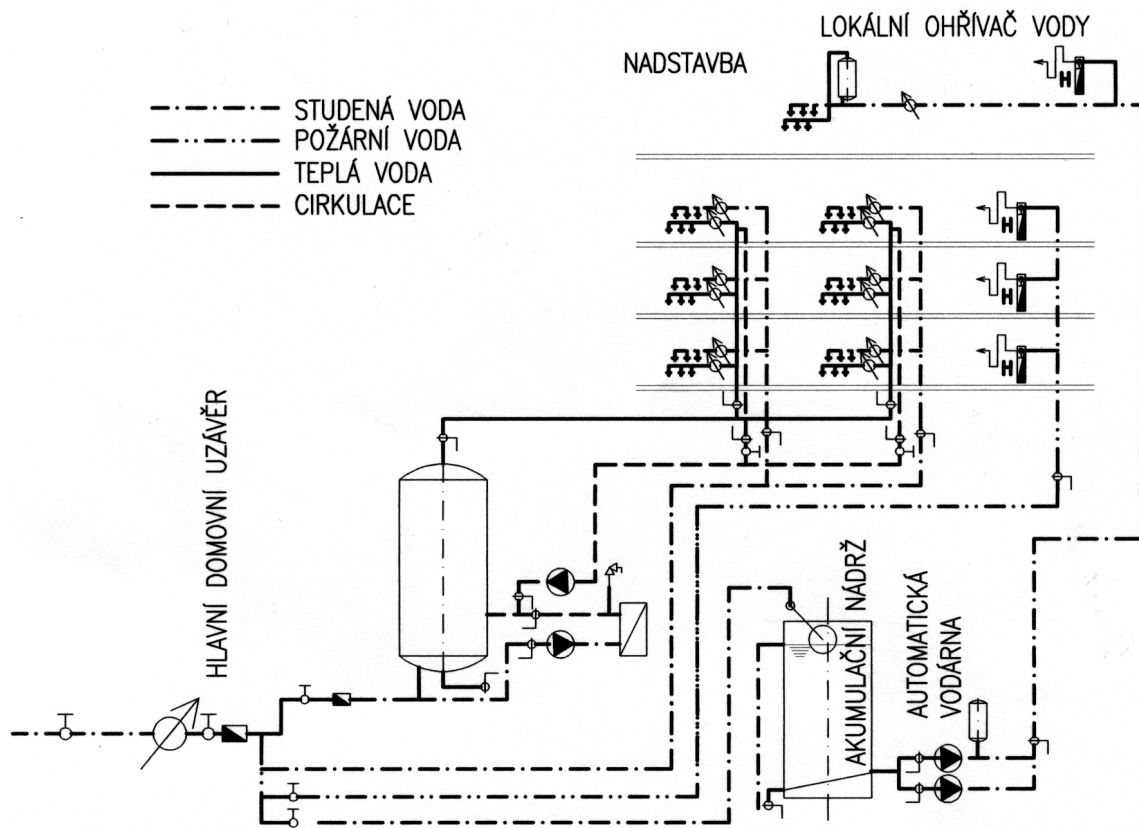 LOKÁLNÍ OHŘÍVAČ VODY
NADSTAVBA
STUDENÁ VODA
POŽÁRNÍ VODA
TEPLÁ VODA
CIRKULACE
H
H
H
H
HLAVNÍ DOMOVNÍ UZÁVĚR
AKUMULAČNÍ NÁDRŽ
AUTOMATICKÁ
VODÁRNA